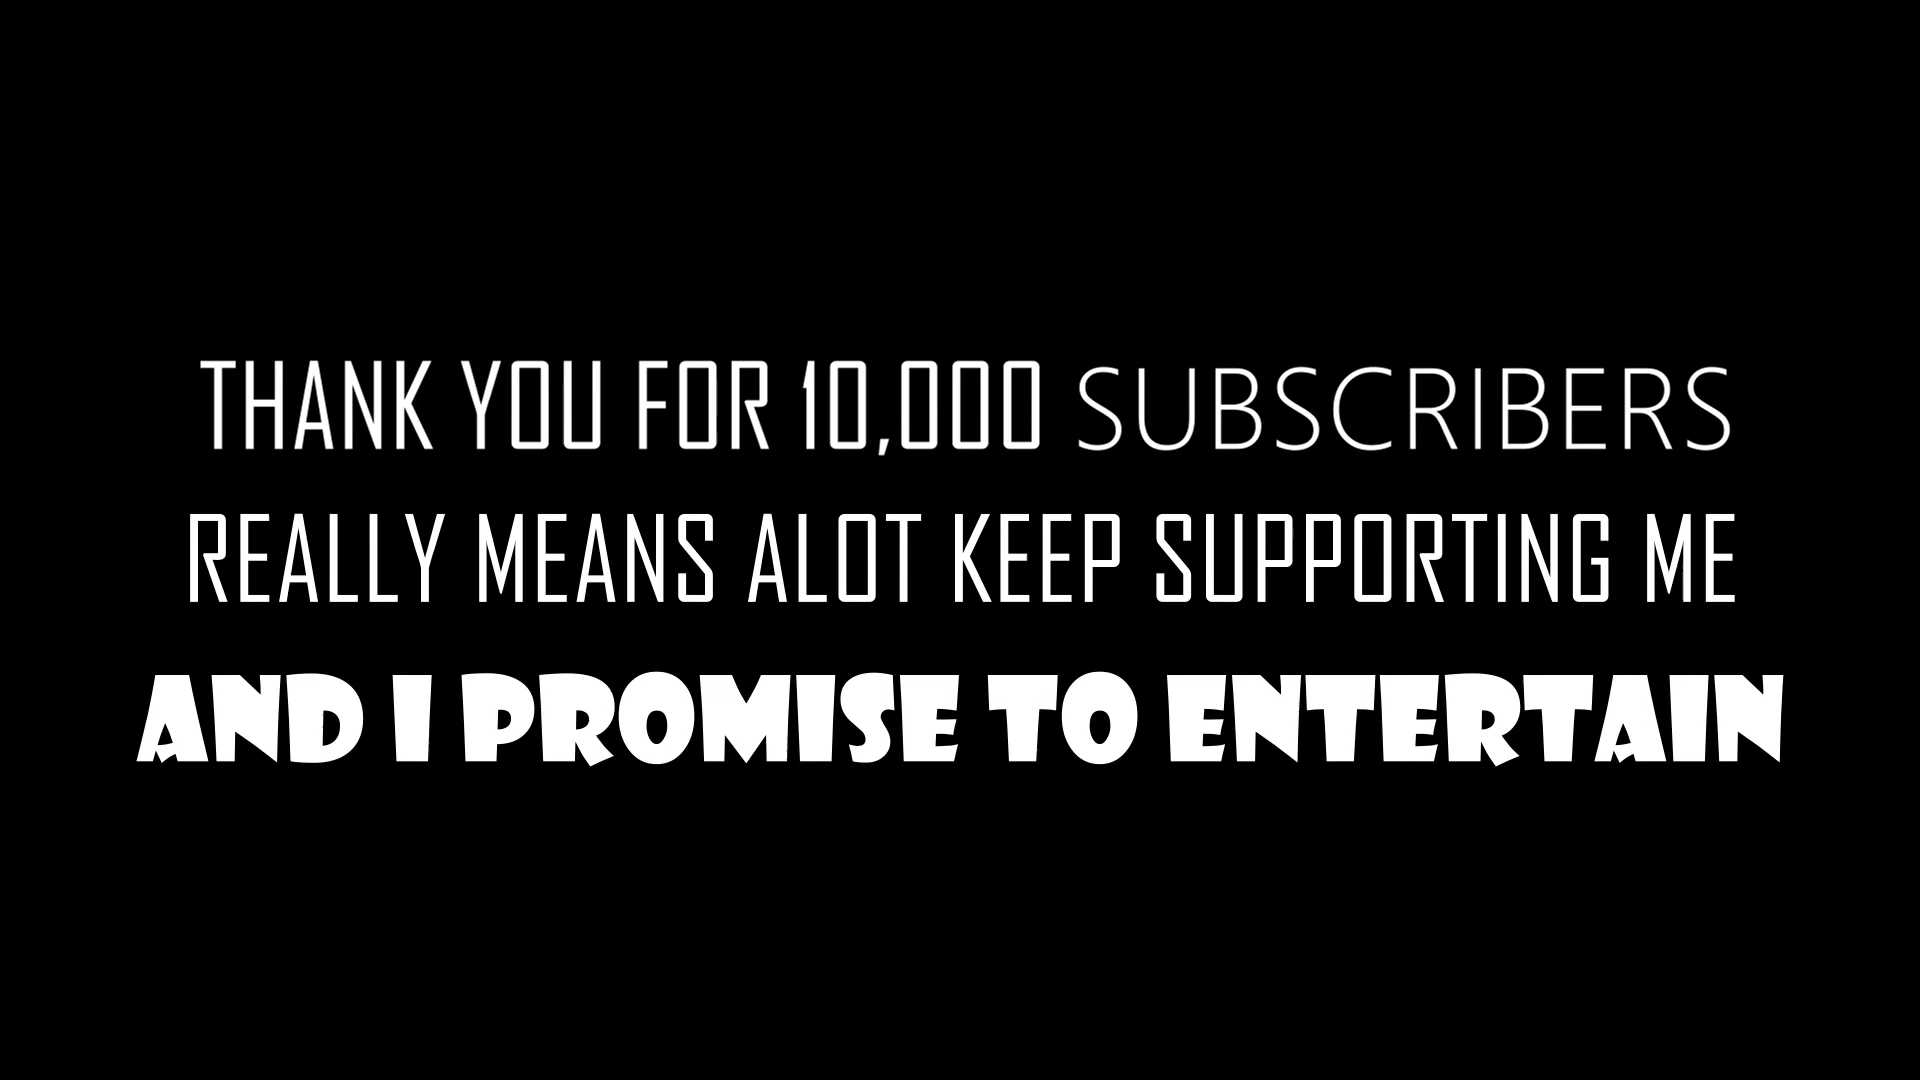 THANK YOU FOR 10,000 SUBSCRIBERS
REALLY MEANS ALOT KEEP SUPPORTING ME
AND I PROMISE TO ENTERTAIN